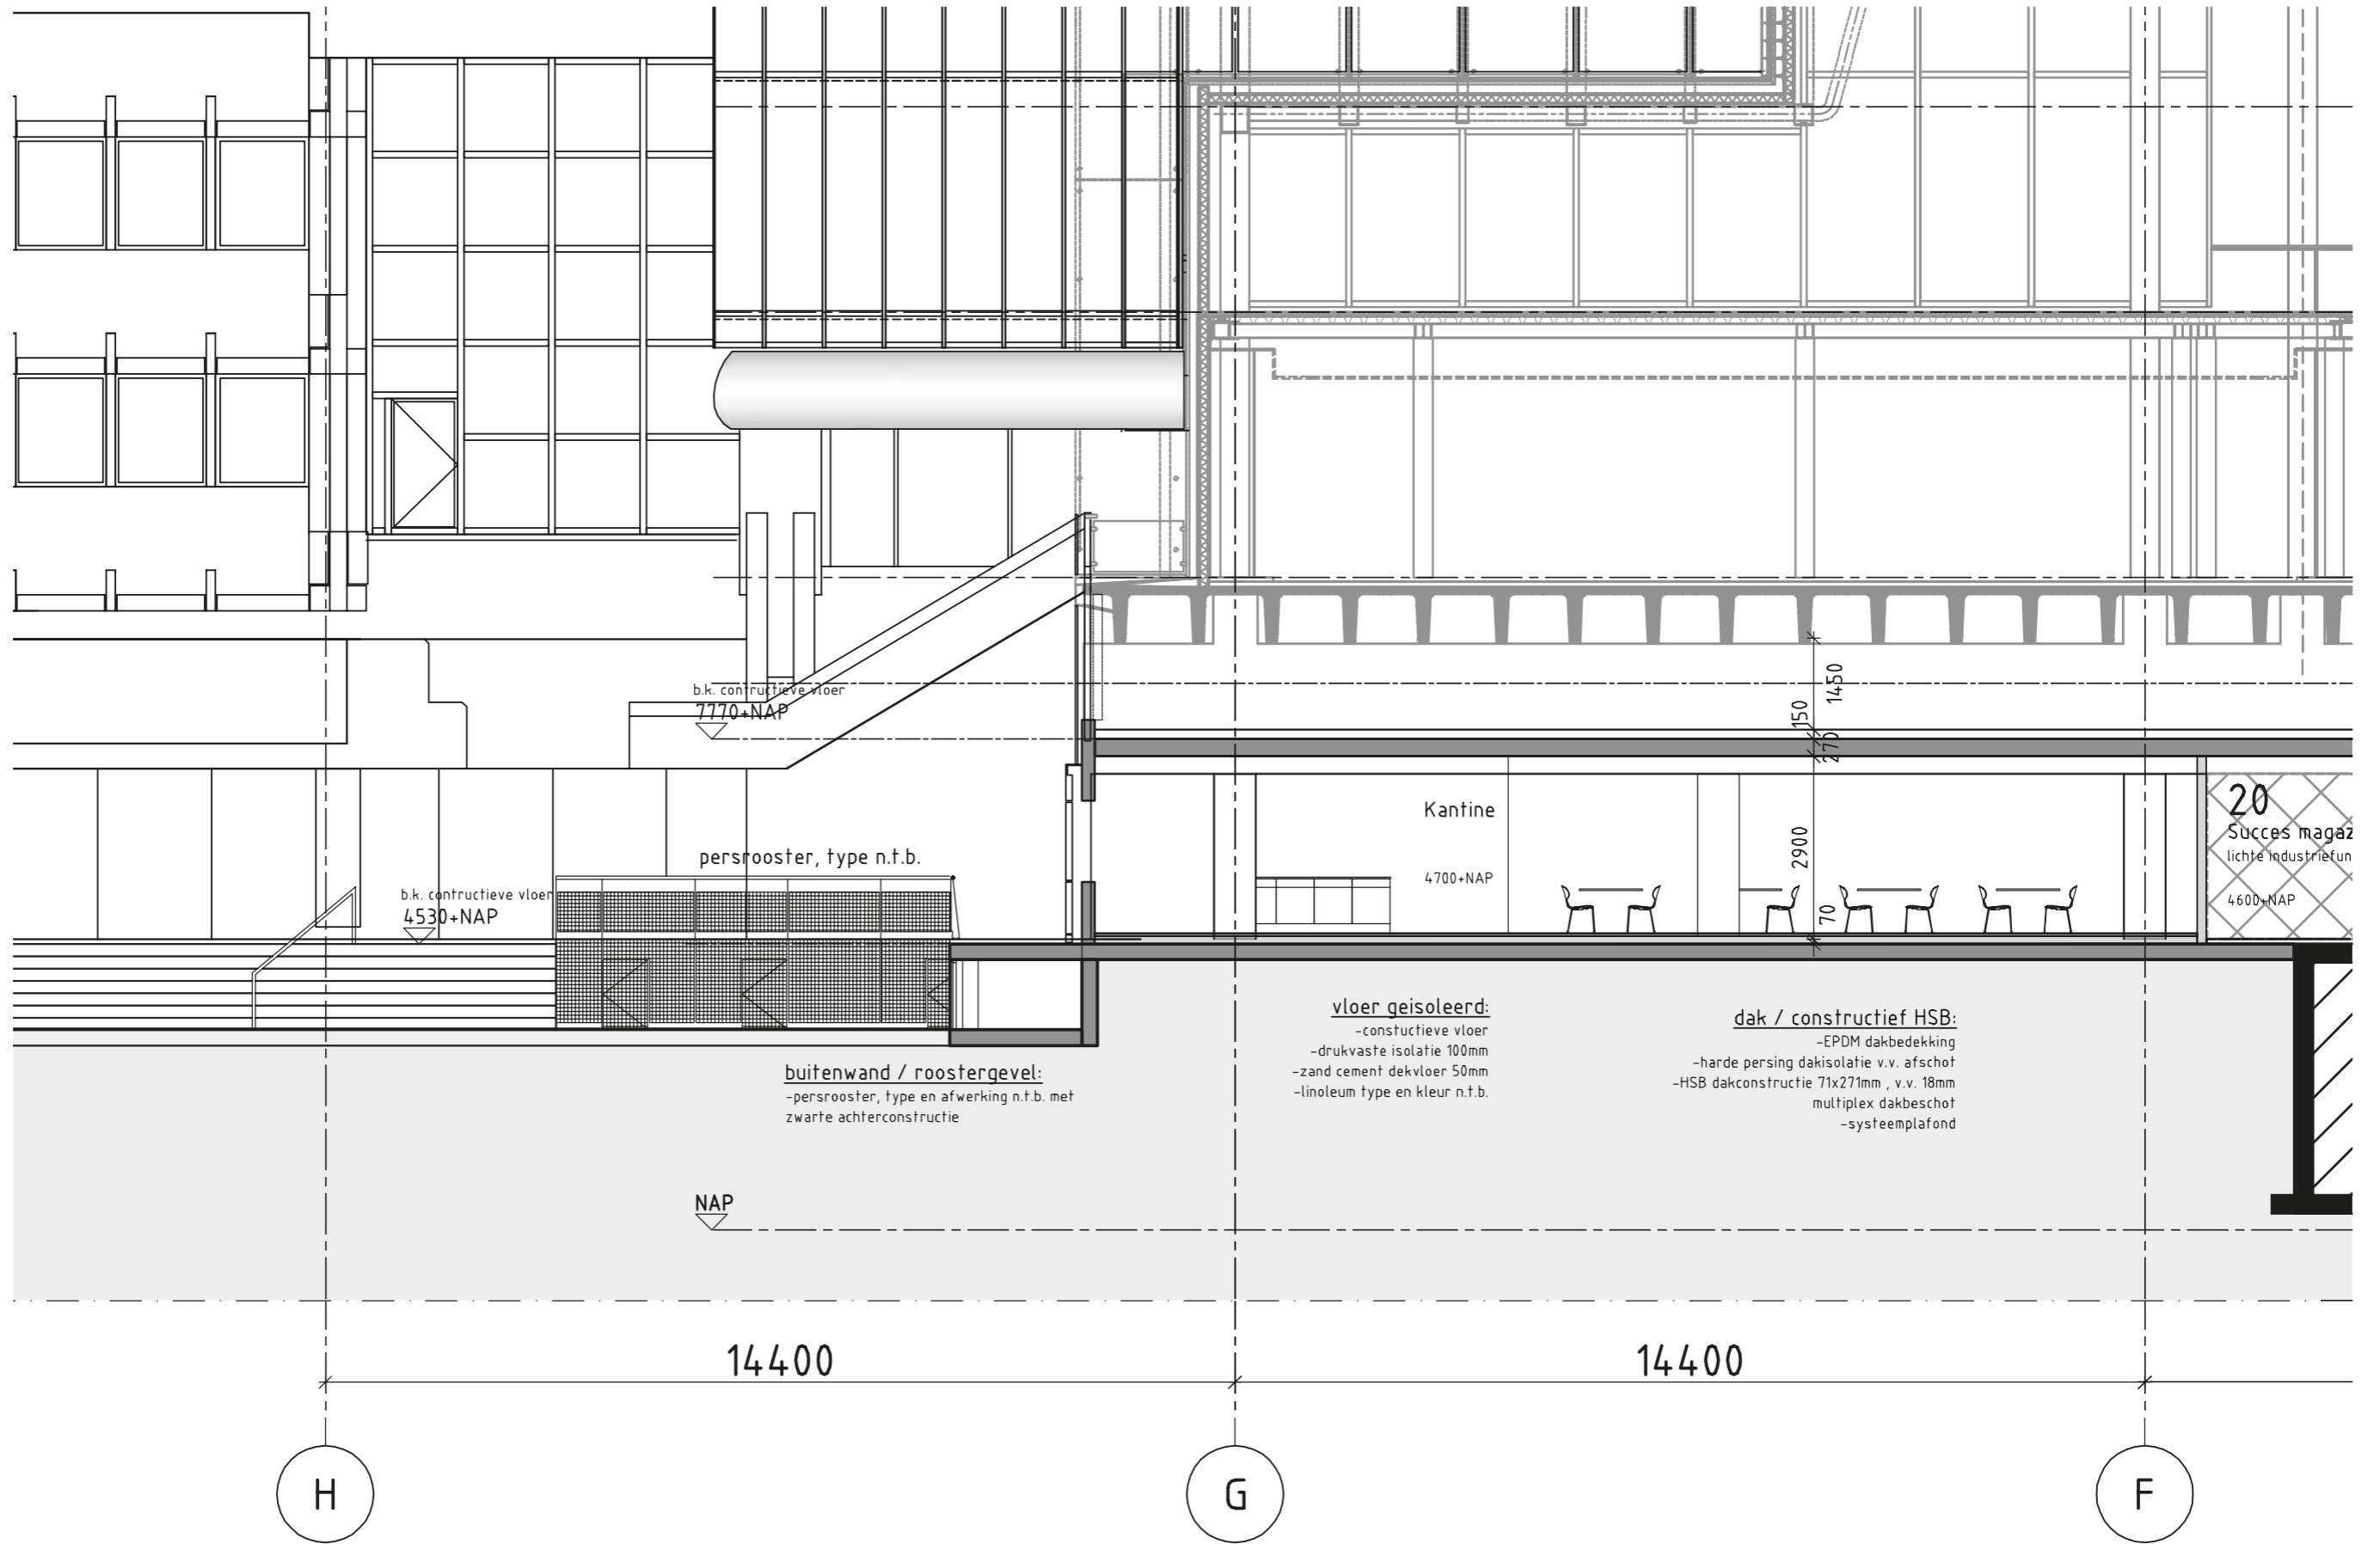 b.k. contructieve vloer
7770+NAP
1450
150
270
Kantine
20
Succes magaz
2900
persrooster, type n.t.b.
lichte industriefun
4700+NAP
b.k. contructieve vloer
4600+NAP
4530+NAP
70
vloer geisoleerd:
-constuctieve vloer
-drukvaste isolatie 100mm
-zand cement dekvloer 50mm
-linoleum type en kleur n.t.b.
dak / constructief HSB:
-EPDM dakbedekking
-harde persing dakisolatie v.v. afschot
-HSB dakconstructie 71x271mm , v.v. 18mm
multiplex dakbeschot
-systeemplafond
buitenwand / roostergevel:
-persrooster, type en afwerking n.t.b. met
zwarte achterconstructie
NAP
14400
14400
H
G
F